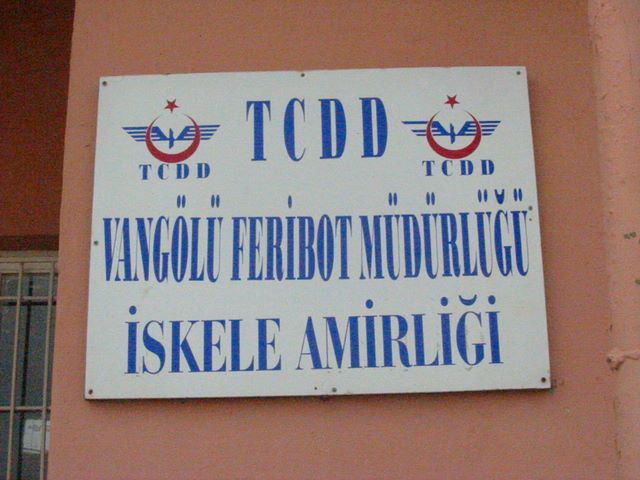 TCDD
TCDD TCDD
VANGÖLÜ FERİBOT MÜDÜRLÜĞÜ
İSKELE AMİRLİĞİ